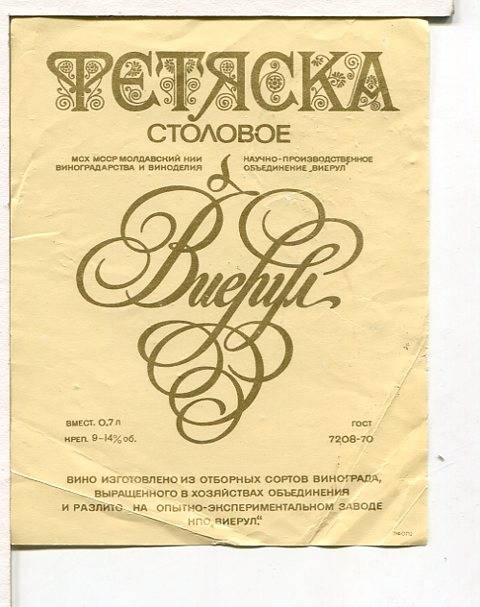 ФЕТЯСКА
СТОЛОВОЕ
МСХ МССР МОЛДАВСКИЙ НИИ
ВИНОГРАДАРСТВА И ВИНОДЕЛИЯ
НАУЧНО-ПРОИЗВОДСТВЕННОЕ
ОБЪЕДИНЕНИЕ „ВИЕРУЛ"
Виерул
ВМЕСТ. 0,7 л
КРЕП. 9-14% об.
ГОСТ
7208-70
ВИНО ИЗГОТОВЛЕНО ИЗ ОТБОРНЫХ СОРТОВ ВИНОГРАДА,
ВЫРАЩЕННОГО В ХОЗЯЙСТВАХ ОБЪЕДИНЕНИЯ
И РАЗЛИТО НА ОПЫТНО-ЭКСПЕРИМЕНТАЛЬНОМ ЗАВОДЕ
НПО „ВИЕРУЛ."